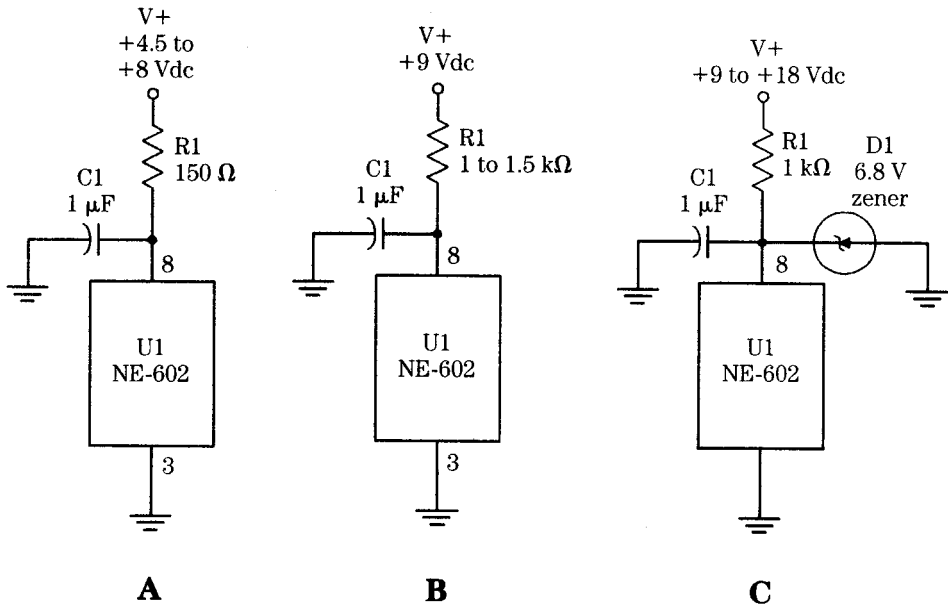 V+
+4.5 to
+8 Vdc
R1
150 Ω
C1
1 μF
8
U1
NE-602
3
A
V+
+9 Vdc
R1
1 to 1.5 kΩ
C1
1 μF
8
U1
NE-602
3
B
V+
+9 to +18 Vdc
R1
1 kΩ
D1
6.8 V
zener
C1
1 μF
8
U1
NE-602
C